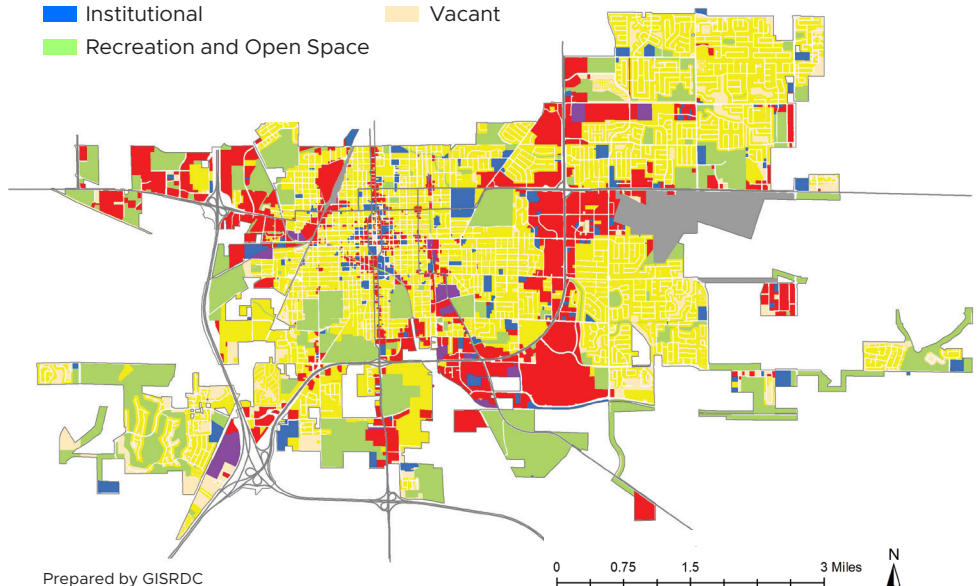 Institutional
Vacant
Recreation and Open Space
Prepared by GISRDC
0 0.75 1.5 3 Miles
N